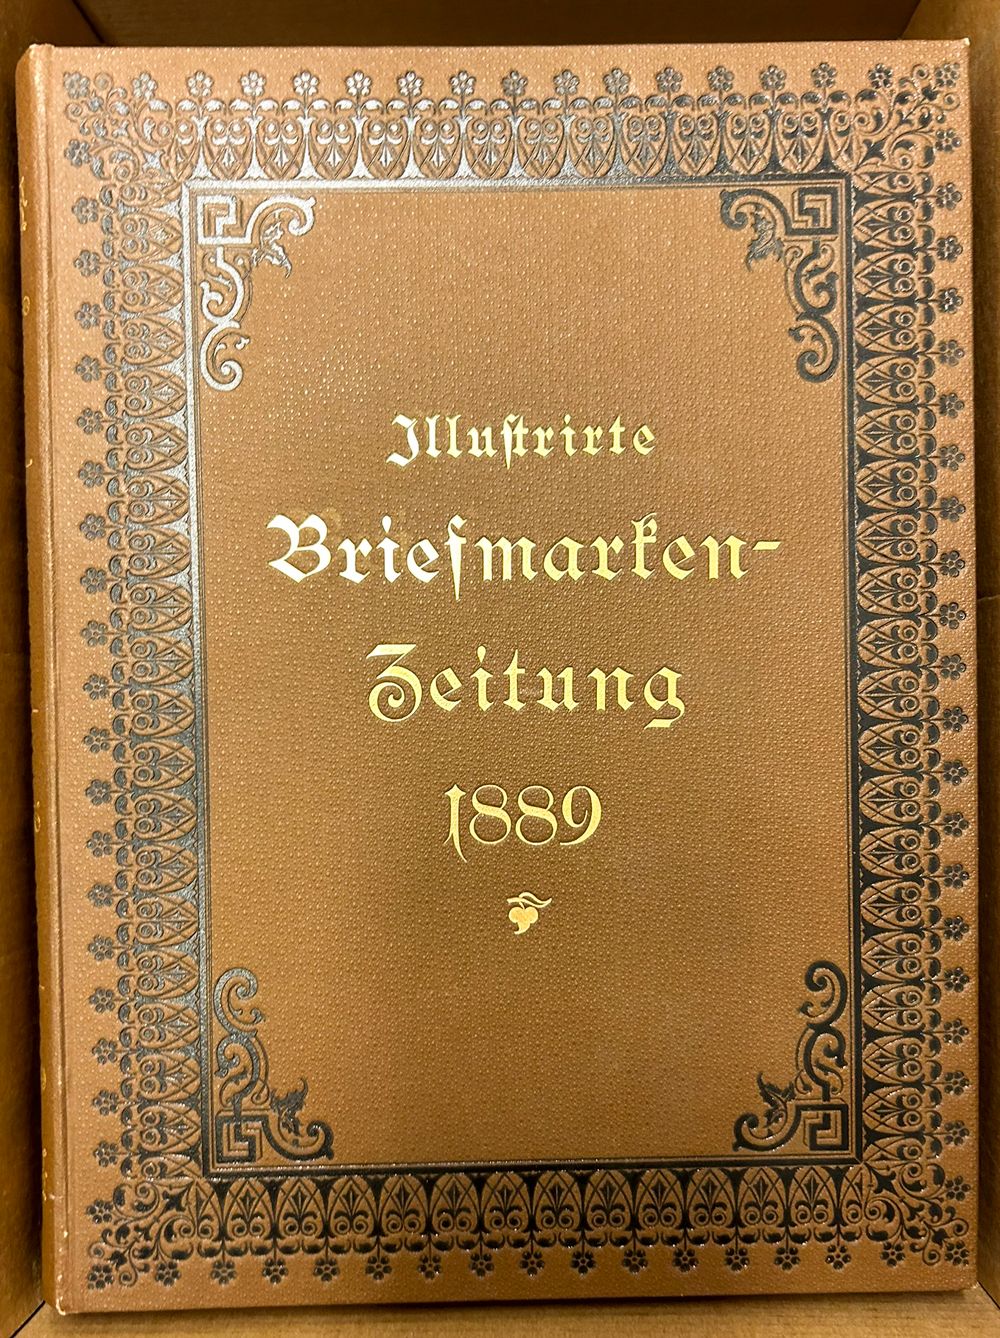 Illuſtrirte
Briefmarken-
Zeitung
1889